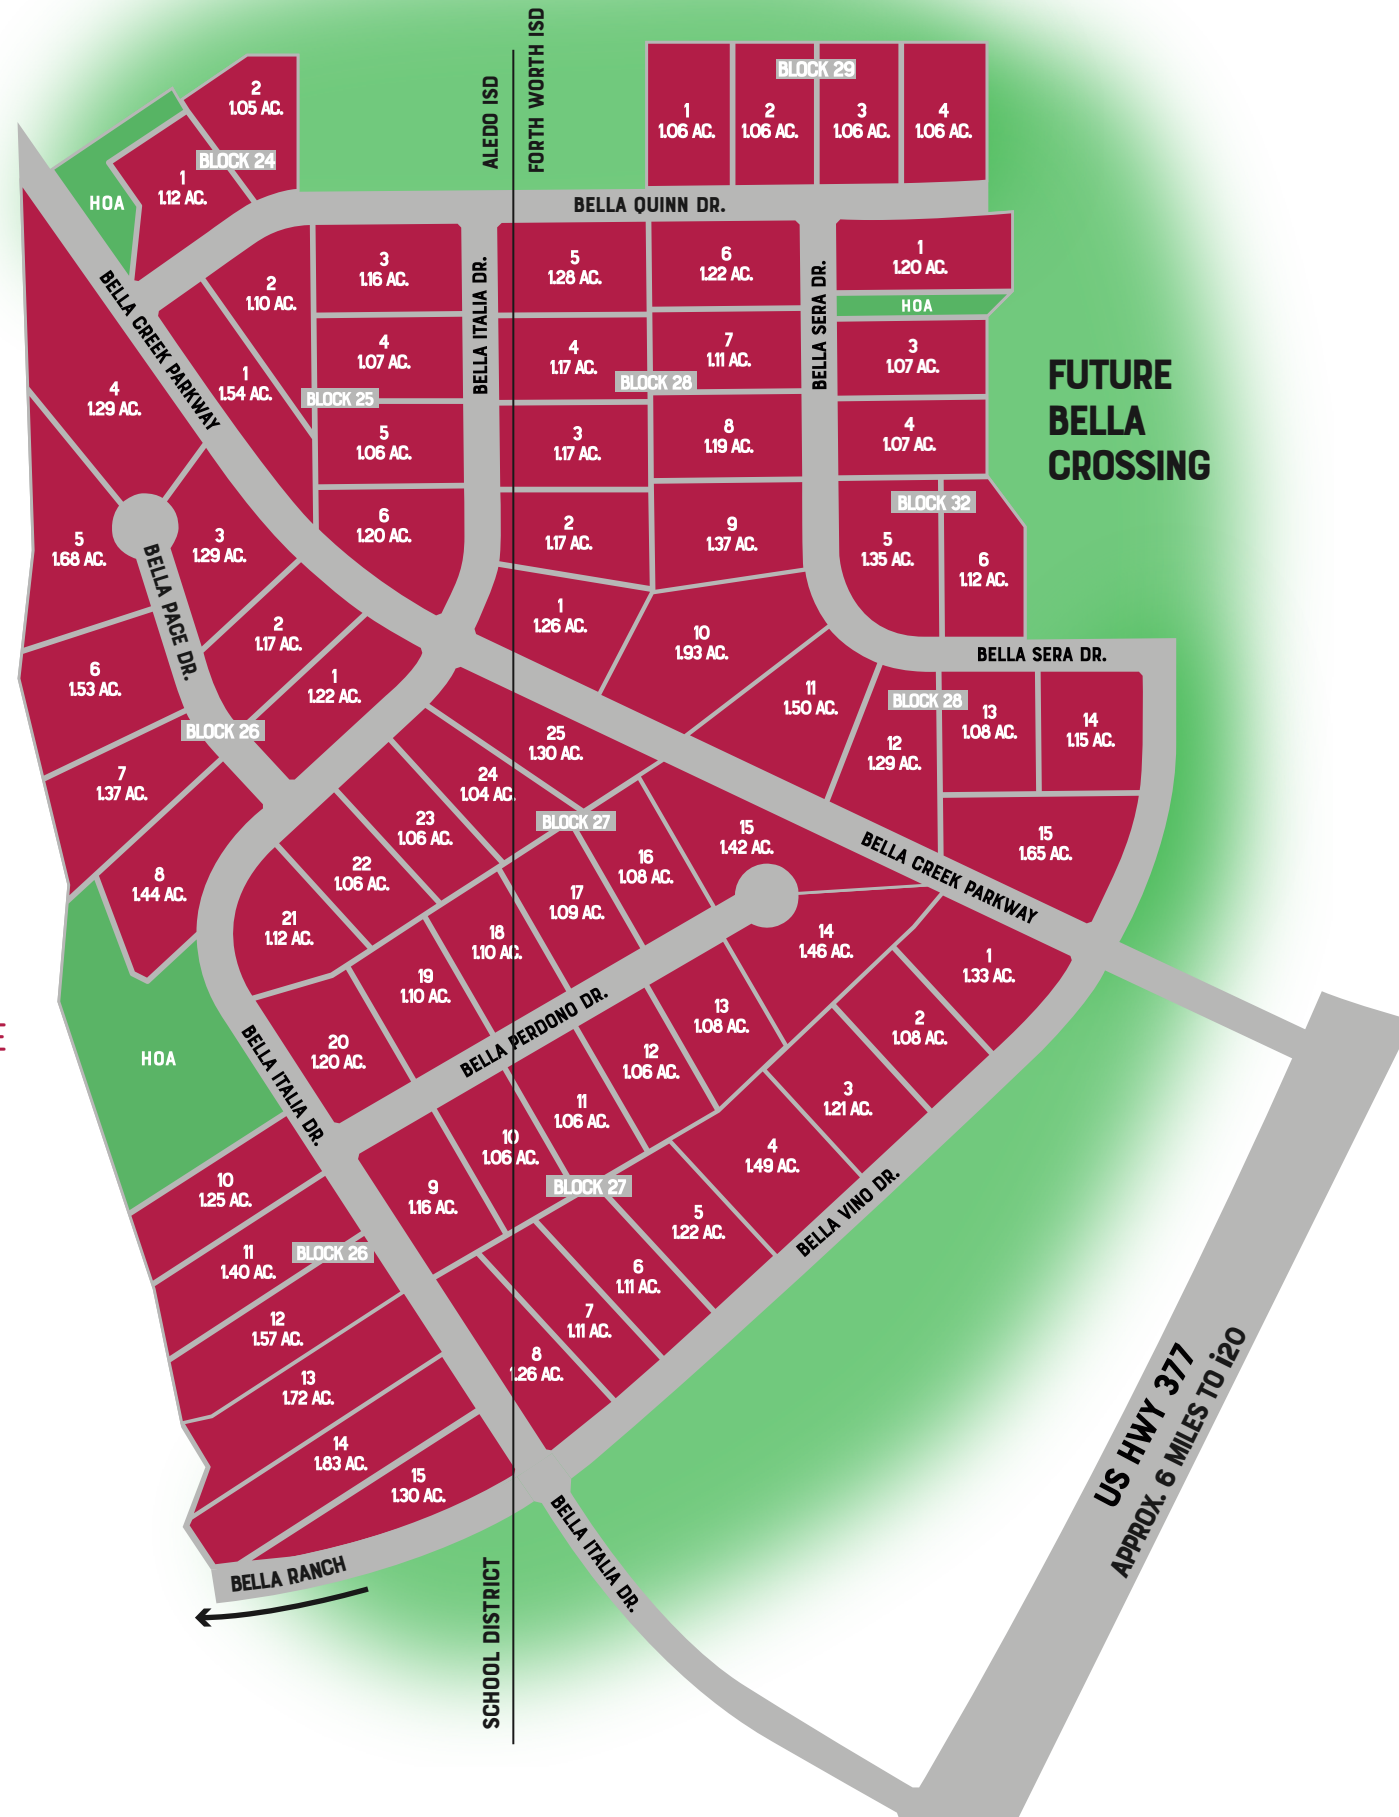 ALEDO ISD
FORTH WORTH ISD
BLOCK 29
1
1.06 AC.
2
1.06 AC.
3
1.06 AC.
4
1.06 AC.
2
1.05 AC.
BLOCK 24
1
1.12 AC.
HOA
BELLA QUINN DR.
BELLA CREEK PARKWAY
2
1.10 AC.
1
1.54 AC.
3
1.16 AC.
4
1.07 AC.
BLOCK 25
5
1.06 AC.
6
1.20 AC.
BELLA ITALIA DR.
5
1.28 AC.
6
1.22 AC.
4
1.17 AC.
7
1.11 AC.
BLOCK 28
3
1.17 AC.
8
1.19 AC.
2
1.17 AC.
9
1.37 AC.
1
1.26 AC.
10
1.93 AC.
11
1.50 AC.
BELLA SERA DR.
1
1.20 AC.
HOA
3
1.07 AC.
4
1.07 AC.
BLOCK 32
5
1.35 AC.
6
1.12 AC.
FUTURE
BELLA
CROSSING
BELLA SERA DR.
BLOCK 28
12
1.29 AC.
13
1.08 AC.
14
1.15 AC.
15
1.65 AC.
4
1.29 AC.
5
1.68 AC.
3
1.29 AC.
BELLA PACE DR.
2
1.17 AC.
1
1.22 AC.
6
1.53 AC.
BLOCK 26
7
1.37 AC.
8
1.44 AC.
25
1.30 AC.
24
1.04 AC.
23
1.06 AC.
22
1.06 AC.
21
1.12 AC.
BLOCK 27
15
1.42 AC.
16
1.08 AC.
17
1.09 AC.
18
1.10 AC.
19
1.10 AC.
20
1.20 AC.
BELLA CREEK PARKWAY
BELLA PERDONO DR.
14
1.46 AC.
13
1.08 AC.
12
1.06 AC.
11
1.06 AC.
10
1.06 AC.
9
1.16 AC.
BLOCK 27
1
1.33 AC.
2
1.08 AC.
3
1.21 AC.
4
1.49 AC.
5
1.22 AC.
6
1.11 AC.
7
1.11 AC.
8
1.26 AC.
BELLA VINO DR.
HOA
BELLA ITALIA DR.
10
1.25 AC.
11
1.40 AC.
BLOCK 26
12
1.57 AC.
13
1.72 AC.
14
1.83 AC.
15
1.30 AC.
BELLA RANCH
SCHOOL DISTRICT
BELLA ITALIA DR.
US HWY 377
APPROX. 6 MILES TO i20